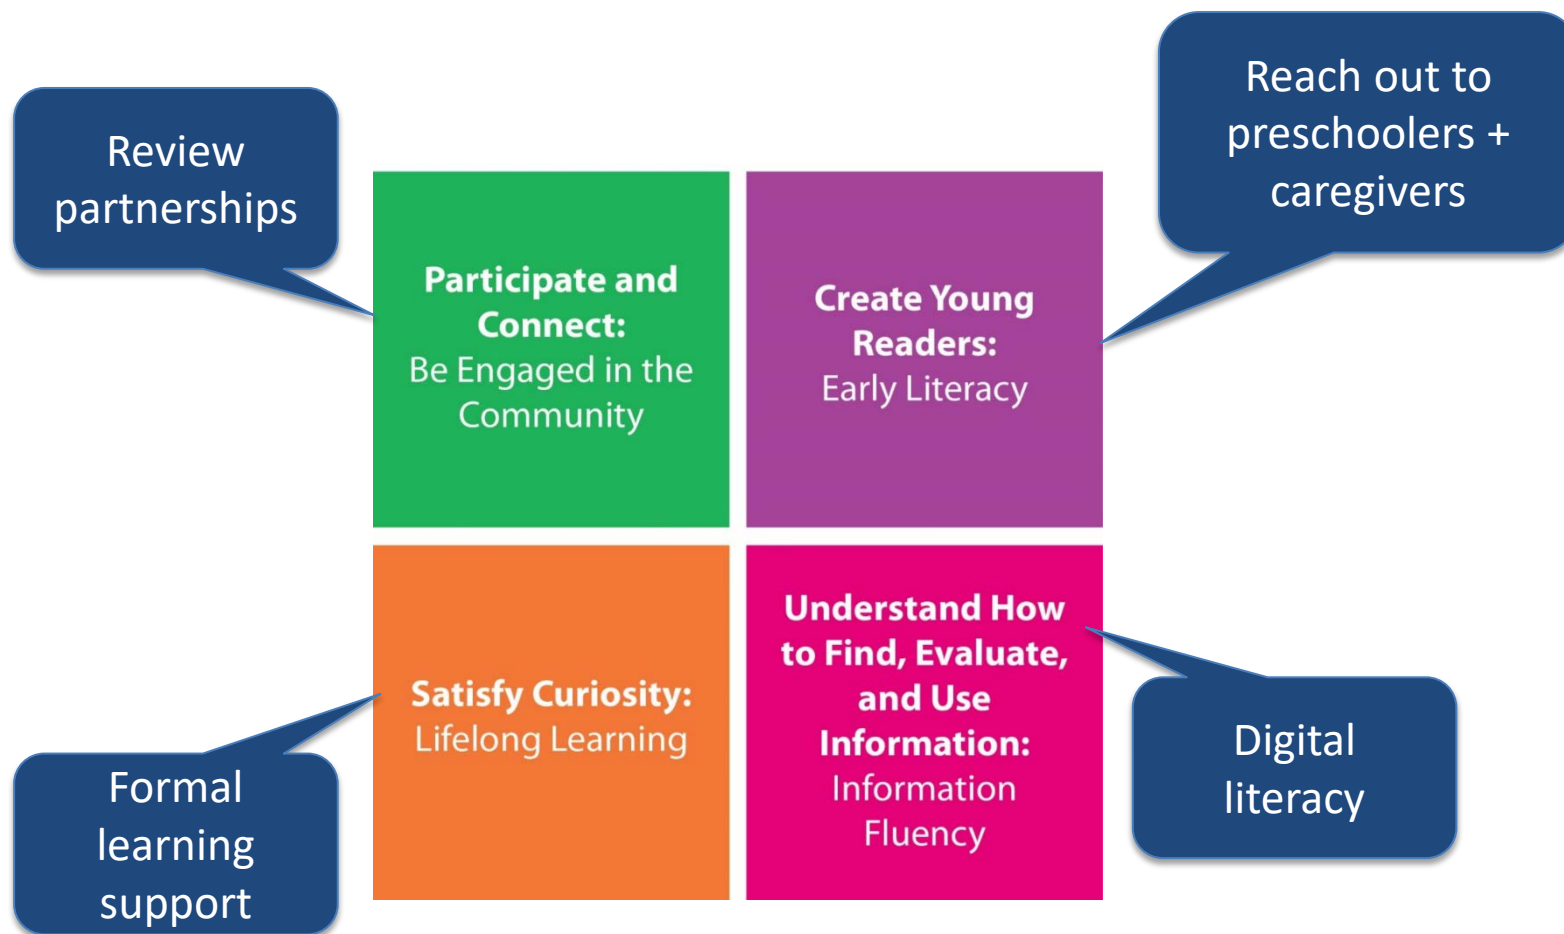 Review
partnerships
Reach out to
preschoolers +
caregivers
Participate and
Connect:
Be Engaged in the
Community
Create Young
Readers:
Early Literacy
Satisfy Curiosity:
Lifelong Learning
Understand How
to Find, Evaluate,
and Use
Information:
Information
Fluency
Formal
learning
support
Digital
literacy